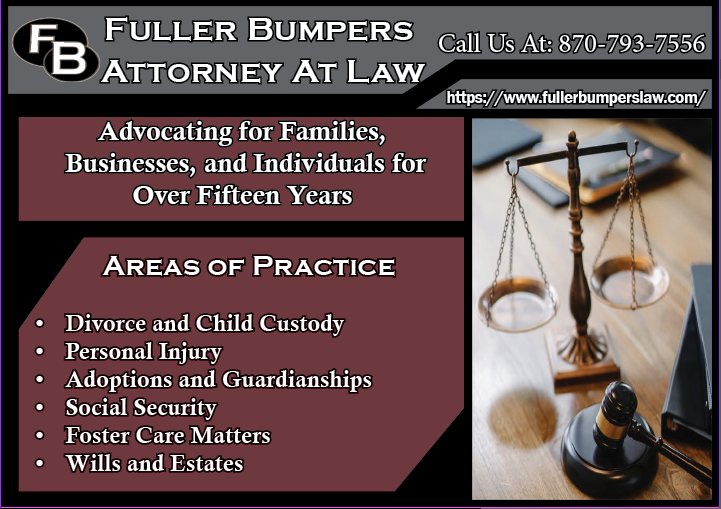 FB
FULLER BUMPERS
ATTORNEY AT LAW
Call Us At: 870-793-7556
https://www.fullerbumperslaw.com/
Advocating for Families,
Businesses, and Individuals for
Over Fifteen Years
AREAS OF PRACTICE
• Divorce and Child Custody
• Personal Injury
• Adoptions and Guardianships
• Social Security
• Foster Care Matters
• Wills and Estates